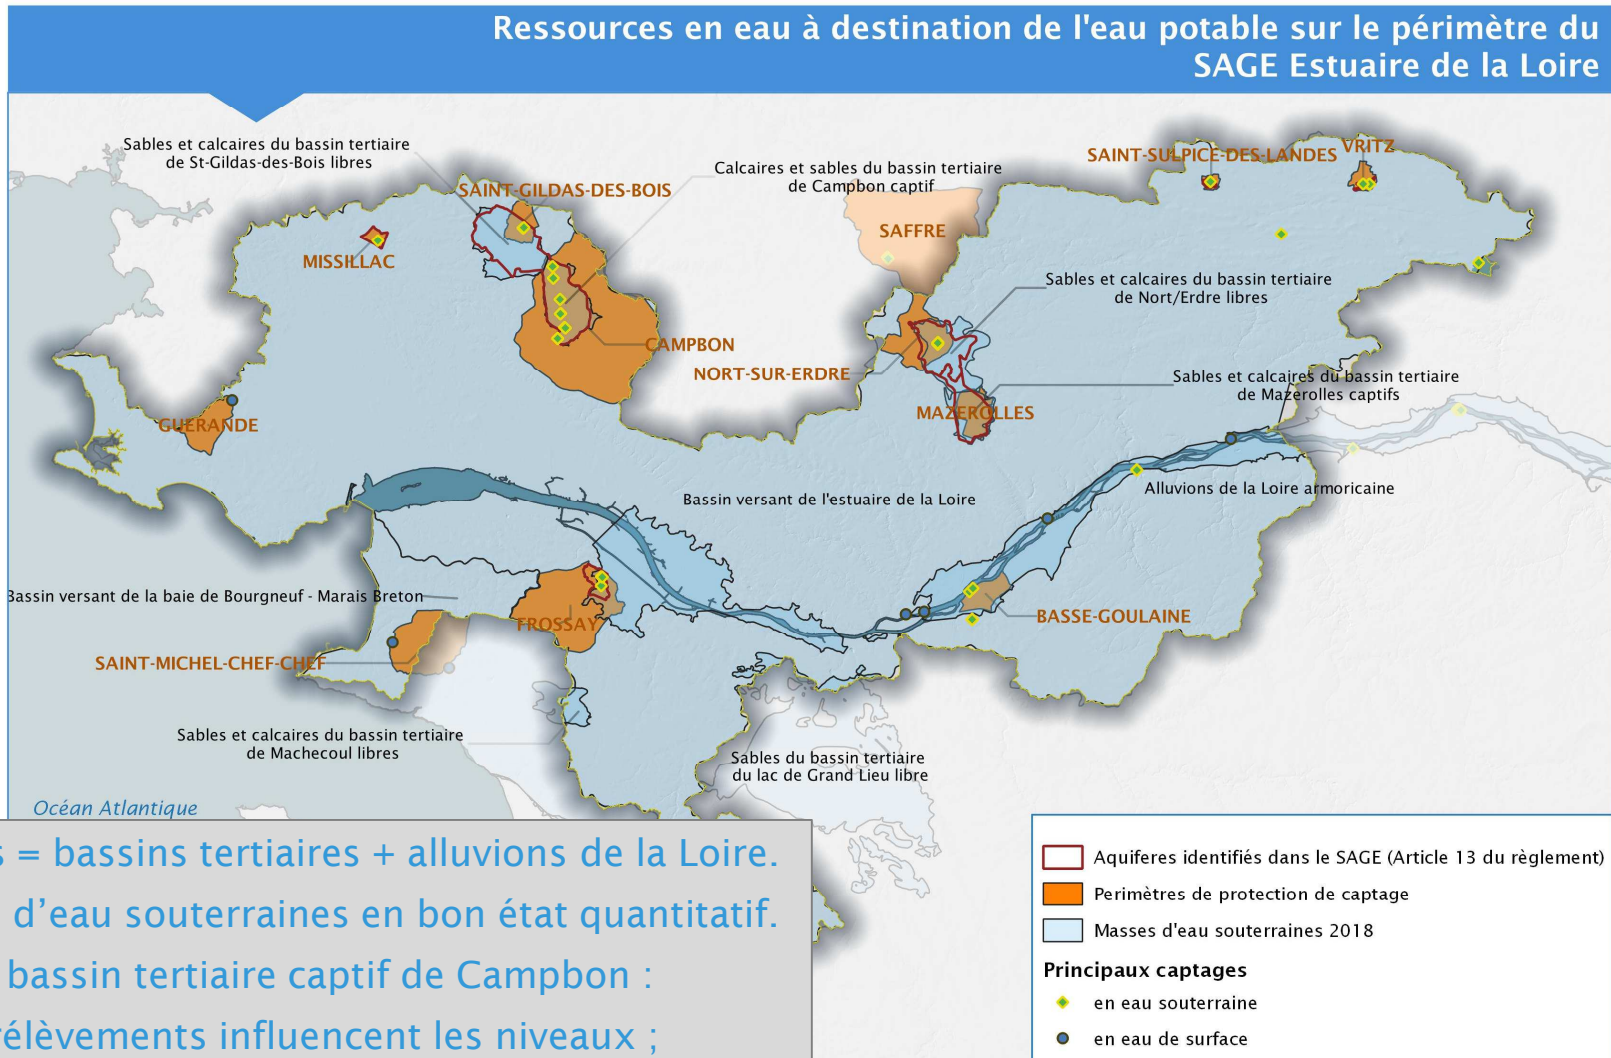 Ressources en eau à destination de l'eau potable sur le périmètre du
SAGE Estuaire de la Loire
Sables et calcaires du bassin tertiaire
de St-Gildas-des-Bois libres
Calcaires et sables du bassin tertiaire
de Campbon captif
SAINT-SULPICE-DES-LANDES
VRITZ
SAINT-GILDAS-DES-BOIS
SAFFRE
MISSILLAC
Sables et calcaires du bassin tertiaire
de Nort/Erdre libres
CAMPBON
NORT-SUR-ERDRE
Sables et calcaires du bassin tertiaire
de Mazerolles captifs
MAZEROLLES
GUERANDE
Bassin versant de l'estuaire de la Loire
Alluvions de la Loire armoricaine
Bassin versant de la baie de Bourgneuf - Marais Breton
FROSSAY
BASSE-GOULAINE
SAINT-MICHEL-CHEF-CHEF
Sables et calcaires du bassin tertiaire
de Machecoul libres
Sables du bassin tertiaire
du lac de Grand Lieu libre
Océan Atlantique
s = bassins tertiaires + alluvions de la Loire.
d’eau souterraines en bon état quantitatif.
bassin tertiaire captif de Campbon :
rélèvements influencent les niveaux ;
Aquiferes identifiés dans le SAGE (Article 13 du règlement)
Perimètres de protection de captage
Masses d'eau souterraines 2018
Principaux captages
en eau souterraine
en eau de surface